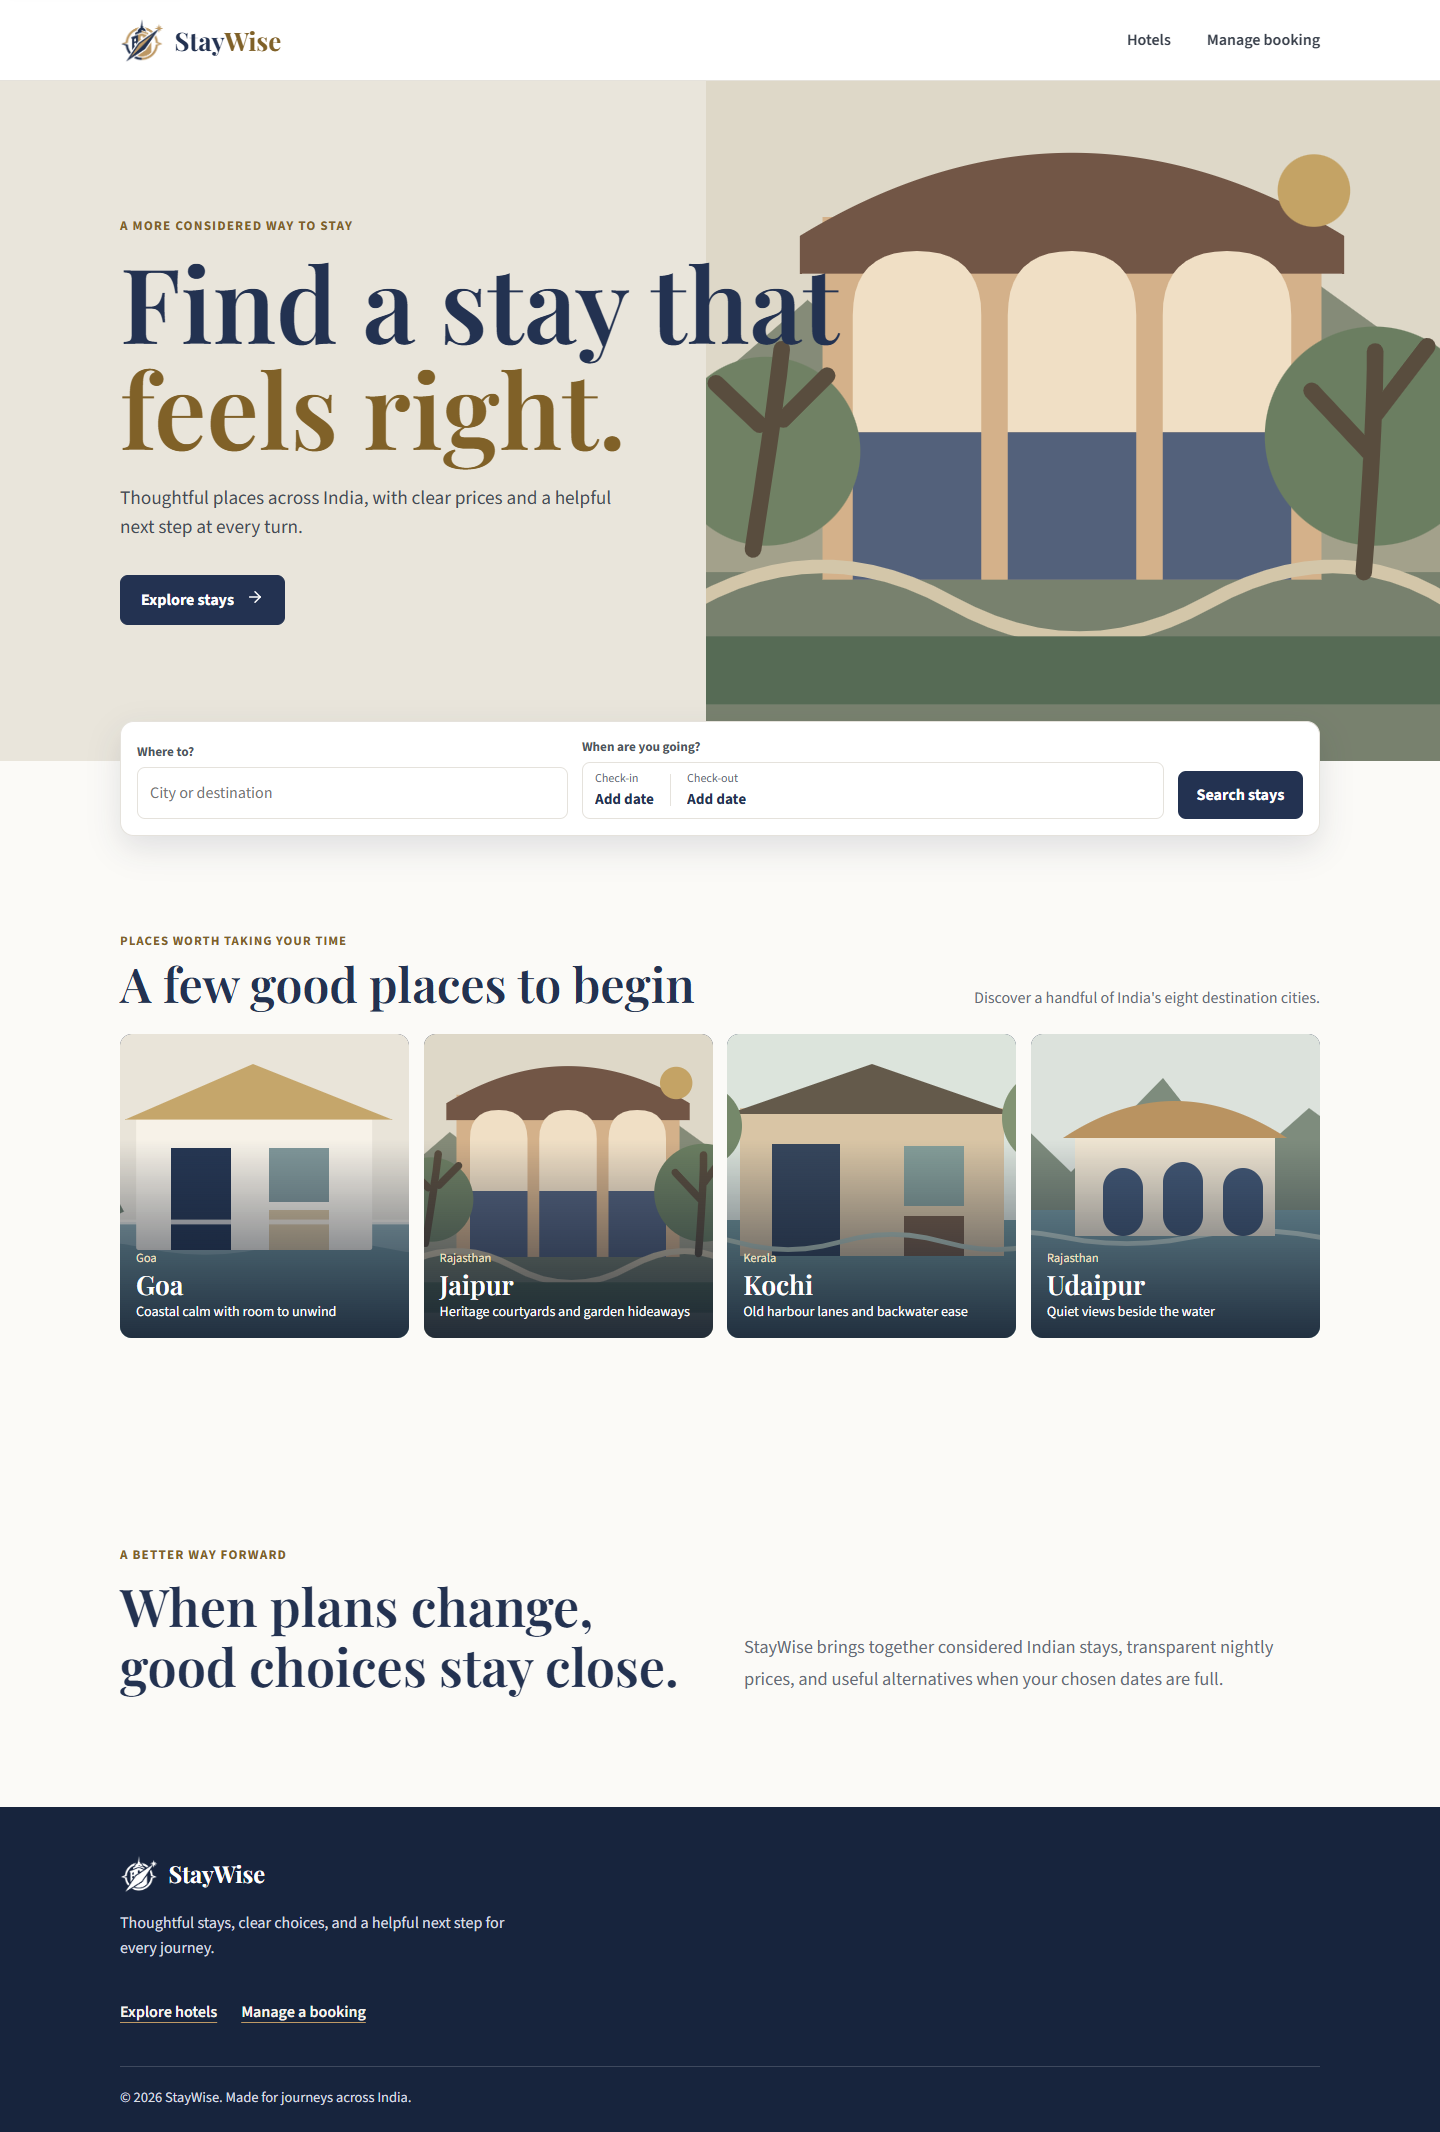 StayWise
Hotels
Manage booking
A MORE CONSIDERED WAY TO STAY
Find a stay that
feels right.
Thoughtful places across India, with clear prices and a helpful
next step at every turn.
Explore stays
Where to?
City or destination
When are you going?
Check-in
Add date
Check-out
Add date
Search stays
PLACES WORTH TAKING YOUR TIME
A few good places to begin
Discover a handful of India's eight destination cities.
Goa
Goa
Coastal calm with room to unwind
Rajasthan
Jaipur
Heritage courtyards and garden hideaways
Kerala
Kochi
Old harbour lanes and backwater ease
Rajasthan
Udaipur
Quiet views beside the water
A BETTER WAY FORWARD
When plans change,
good choices stay close.
StayWise brings together considered Indian stays, transparent nightly
prices, and useful alternatives when your chosen dates are full.
StayWise
Thoughtful stays, clear choices, and a helpful next step for
every journey.
Explore hotels
Manage a booking
© 2026 StayWise. Made for journeys across India.